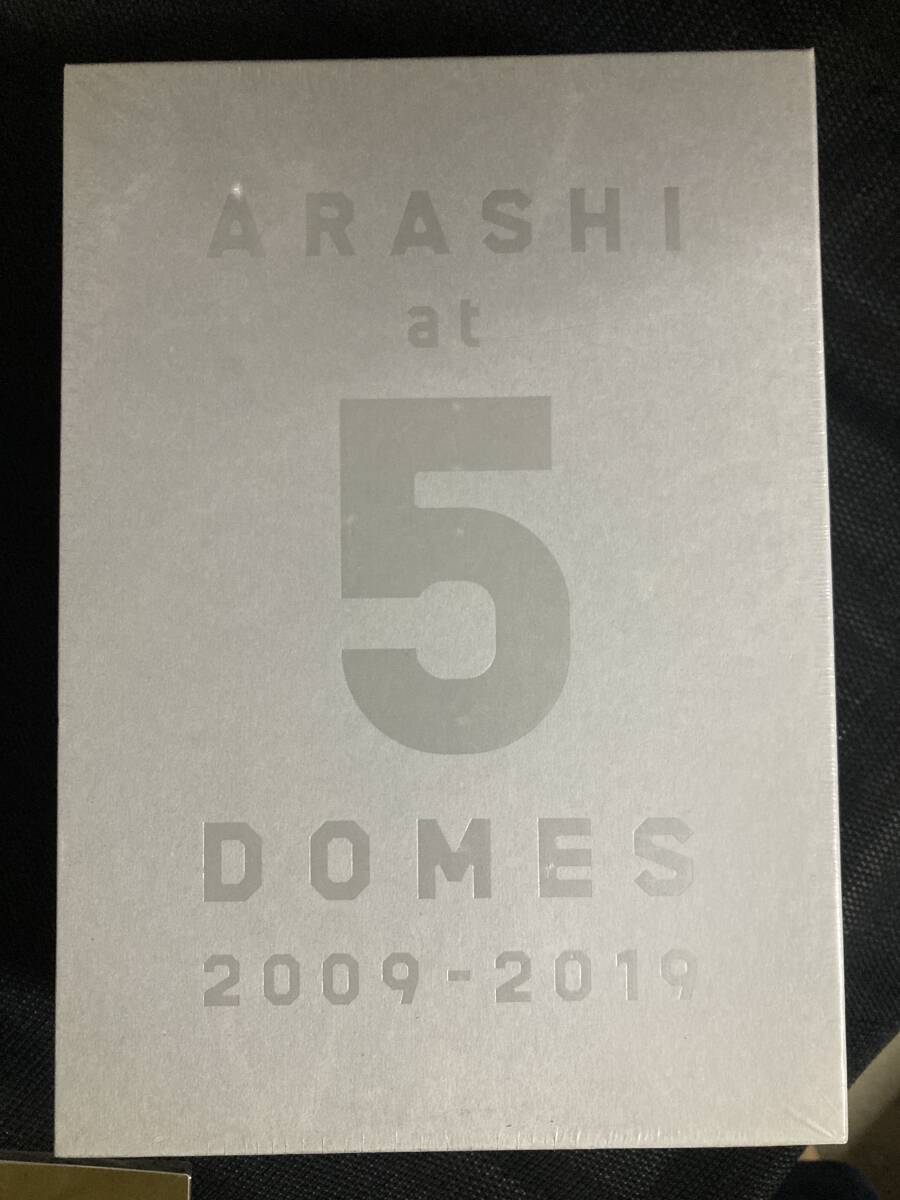 ARASHI
at
5
DOMES
2009-2019